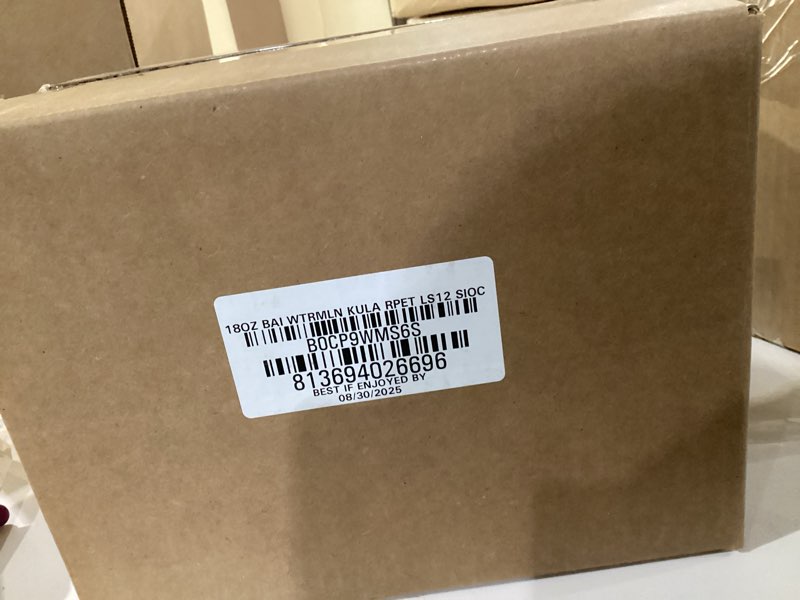 18OZ BAI WTRMLN KULA RPET LS12 SIOC
B0CP9WMS6S
813694026696
BEST IF ENJOYED BY
08/30/2025